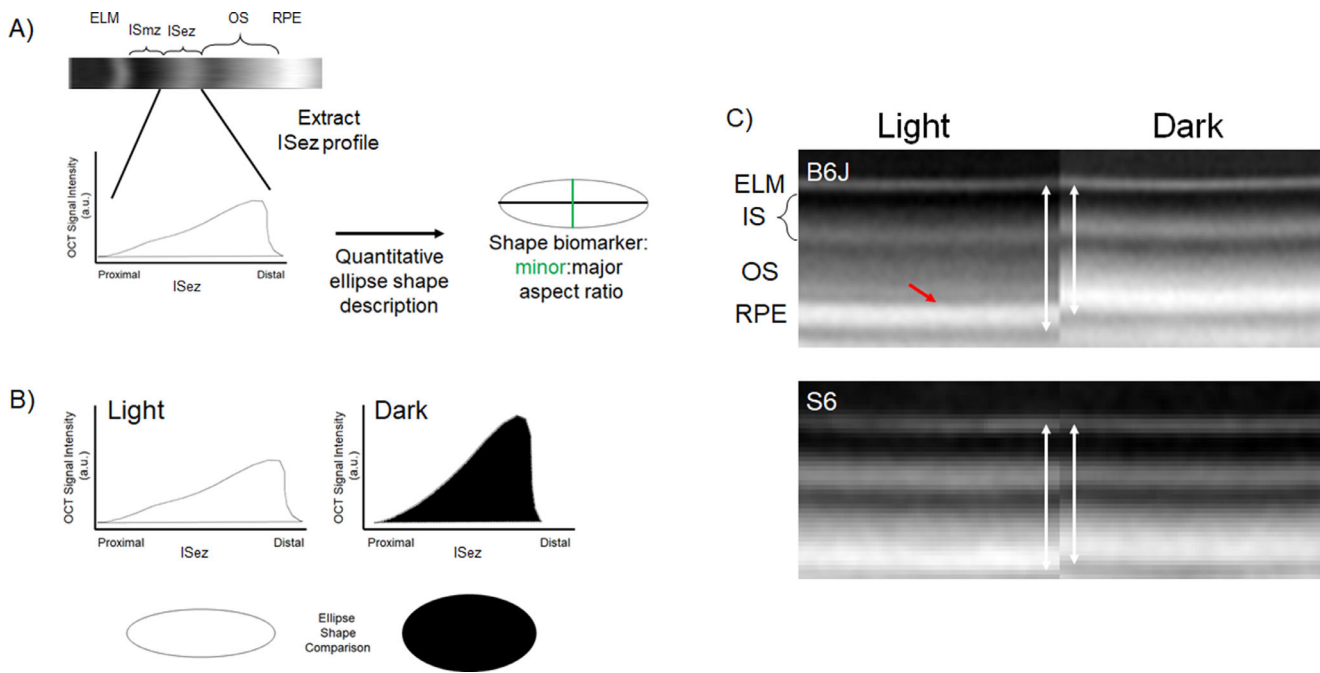 A)
ELM
ISmz
ISez
OS
RPE
Extract
ISez profile
OCT Signal Intensity
(a.u.)
Proximal
Distal
ISez
Quantitative
ellipse shape
description
Shape biomarker:
minor:major
aspect ratio
B)
Light
OCT Signal Intensity
(a.u.)
Proximal
Distal
ISez
Dark
OCT Signal Intensity
(a.u.)
Proximal
Distal
ISez
Ellipse
Shape
Comparison
C)
Light
Dark
B6J
ELM
IS
OS
RPE
S6